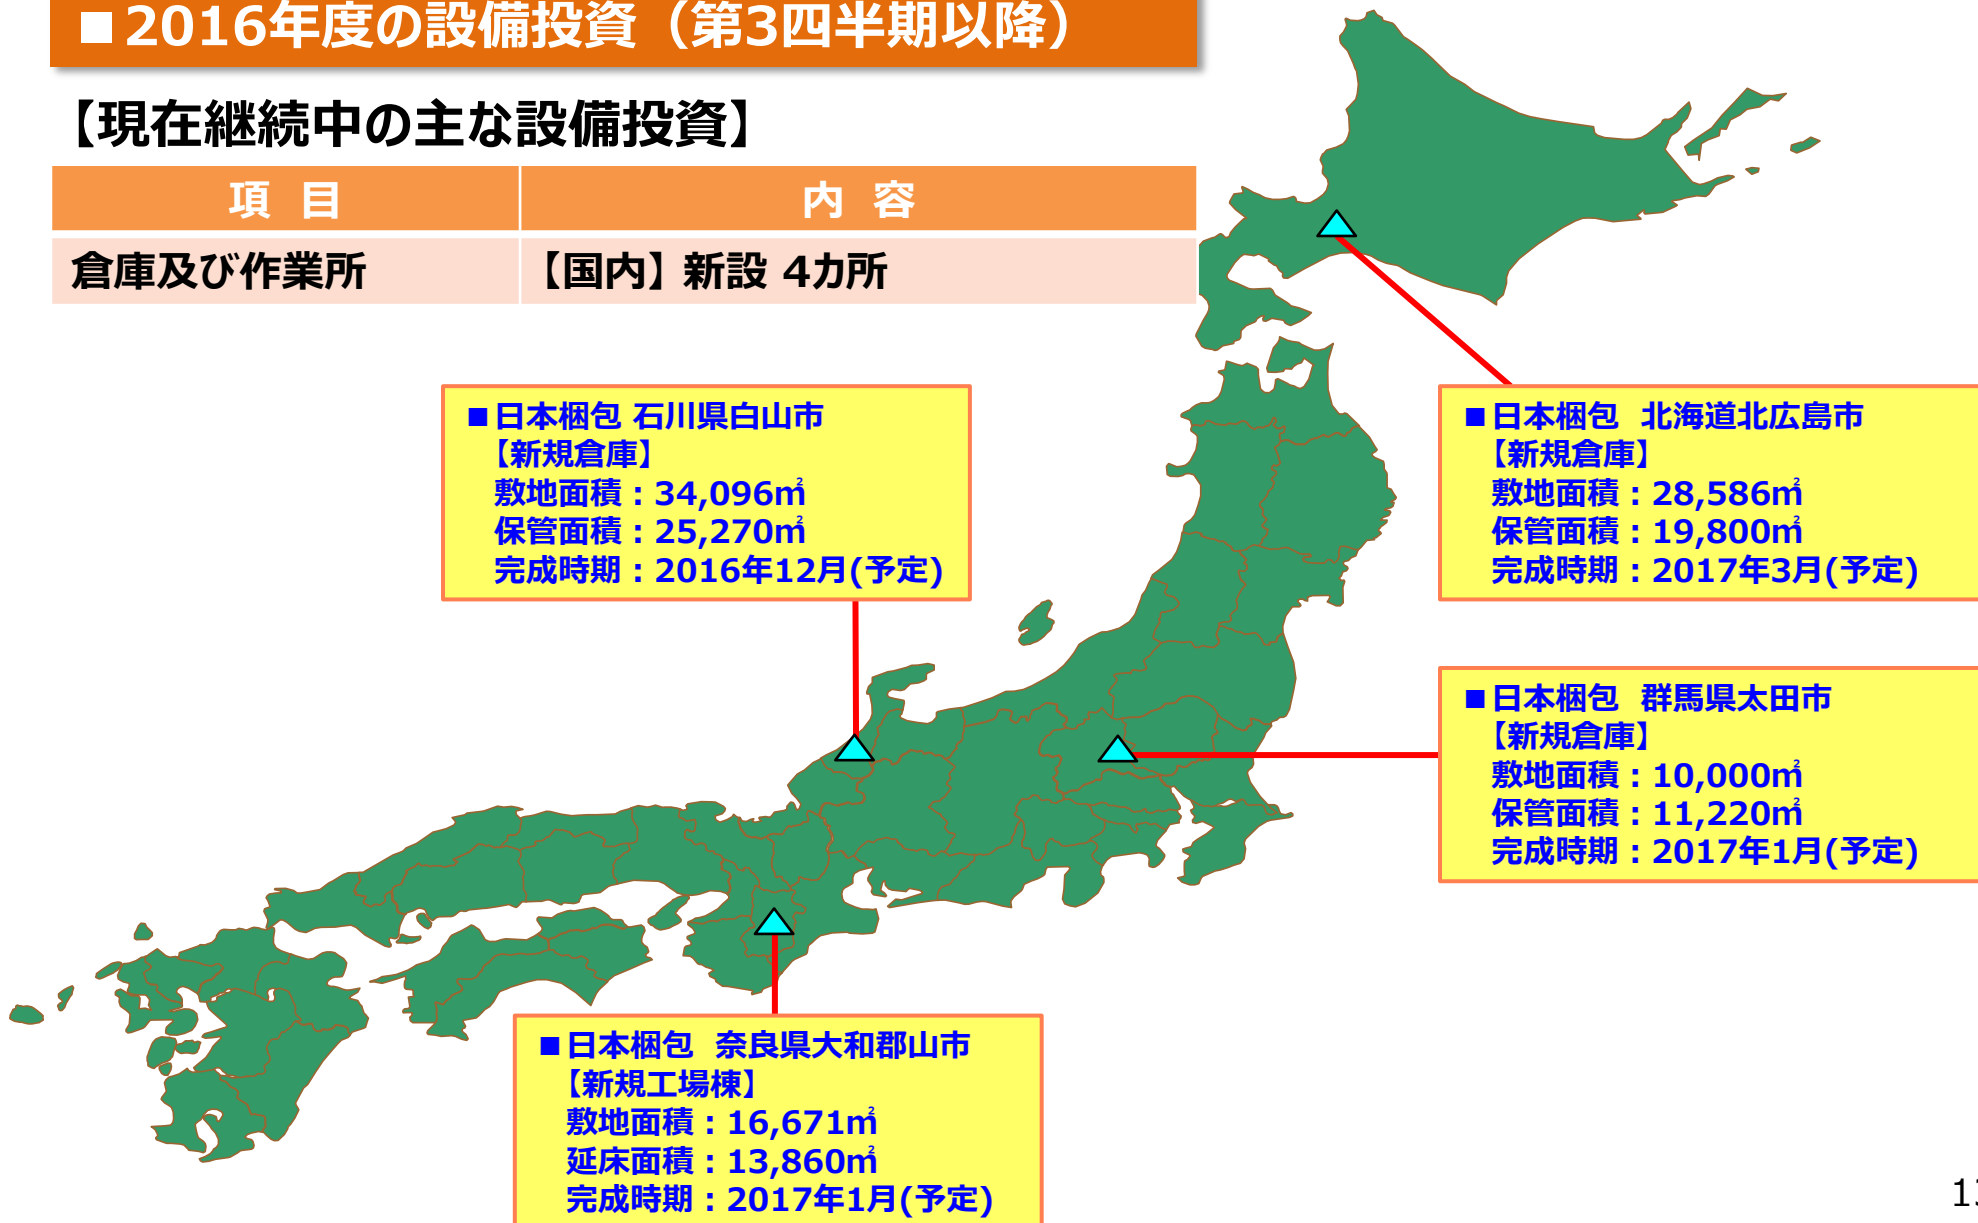 ■2016年度の設備投資（第3四半期以降）
【現在継続中の主な設備投資】
項 目 内 容
倉庫及び作業所 【国内】新設 4カ所
■日本梱包 石川県白山市
【新規倉庫】
敷地面積：34,096㎡
保管面積：25,270㎡
完成時期：2016年12月(予定)
■日本梱包 北海道北広島市
【新規倉庫】
敷地面積：28,586㎡
保管面積：19,800㎡
完成時期：2017年3月(予定)
■日本梱包 群馬県太田市
【新規倉庫】
敷地面積：10,000㎡
保管面積：11,220㎡
完成時期：2017年1月(予定)
■日本梱包 奈良県大和郡山市
【新規工場棟】
敷地面積：16,671㎡
延床面積：13,860㎡
完成時期：2017年1月(予定)